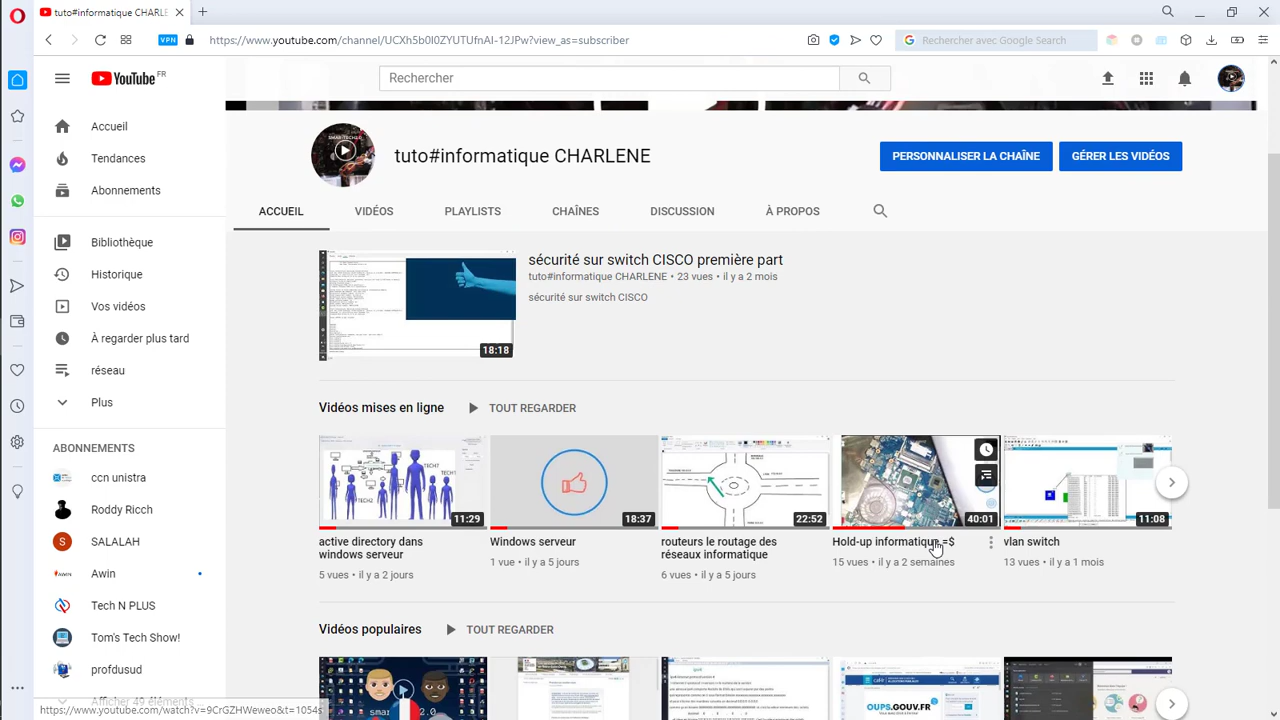 tuto#informatique CHARLE
https://www.youtube.com/channel/UCXh5b0l0YYUTUfnAI-12JPw?view_as=subscriber
VPN
Rechercher avec Google Search
YouTube FR
Rechercher
Accueil
Tendances
Abonnements
Bibliothèque
Historique
Vos vidéos
À regarder plus tard
réseau
Plus
ABONNEMENTS
ccn unistra
Roddy Ricch
S SALALAH
Awin
Tech N PLUS
Tom's Tech Show!
profdusud
tuto#informatique CHARLENE
PERSONNALISER LA CHAÎNE
GÉRER LES VIDÉOS
ACCUEIL
VIDÉOS
PLAYLISTS
CHAÎNES
DISCUSSION
À PROPOS
18:18
sécurité sur switch CISCO première part
tuto#informatique CHARLENE • 23 vues • il y a 2 mois
sécurité sur switch CISCO
Vidéos mises en ligne
TOUT REGARDER
TECH7
TECH1
TECH2
11:29
active directory dans
windows serveur
5 vues • il y a 2 jours
18:37
Windows serveur
1 vue • il y a 5 jours
22:52
routeurs le routage des
réseaux informatique
6 vues • il y a 5 jours
40:01
Hold-up informatique =$
15 vues • il y a 2 semaines
11:08
vlan switch
13 vues • il y a 1 mois
Vidéos populaires
TOUT REGARDER
OUPS.GOUV.FR